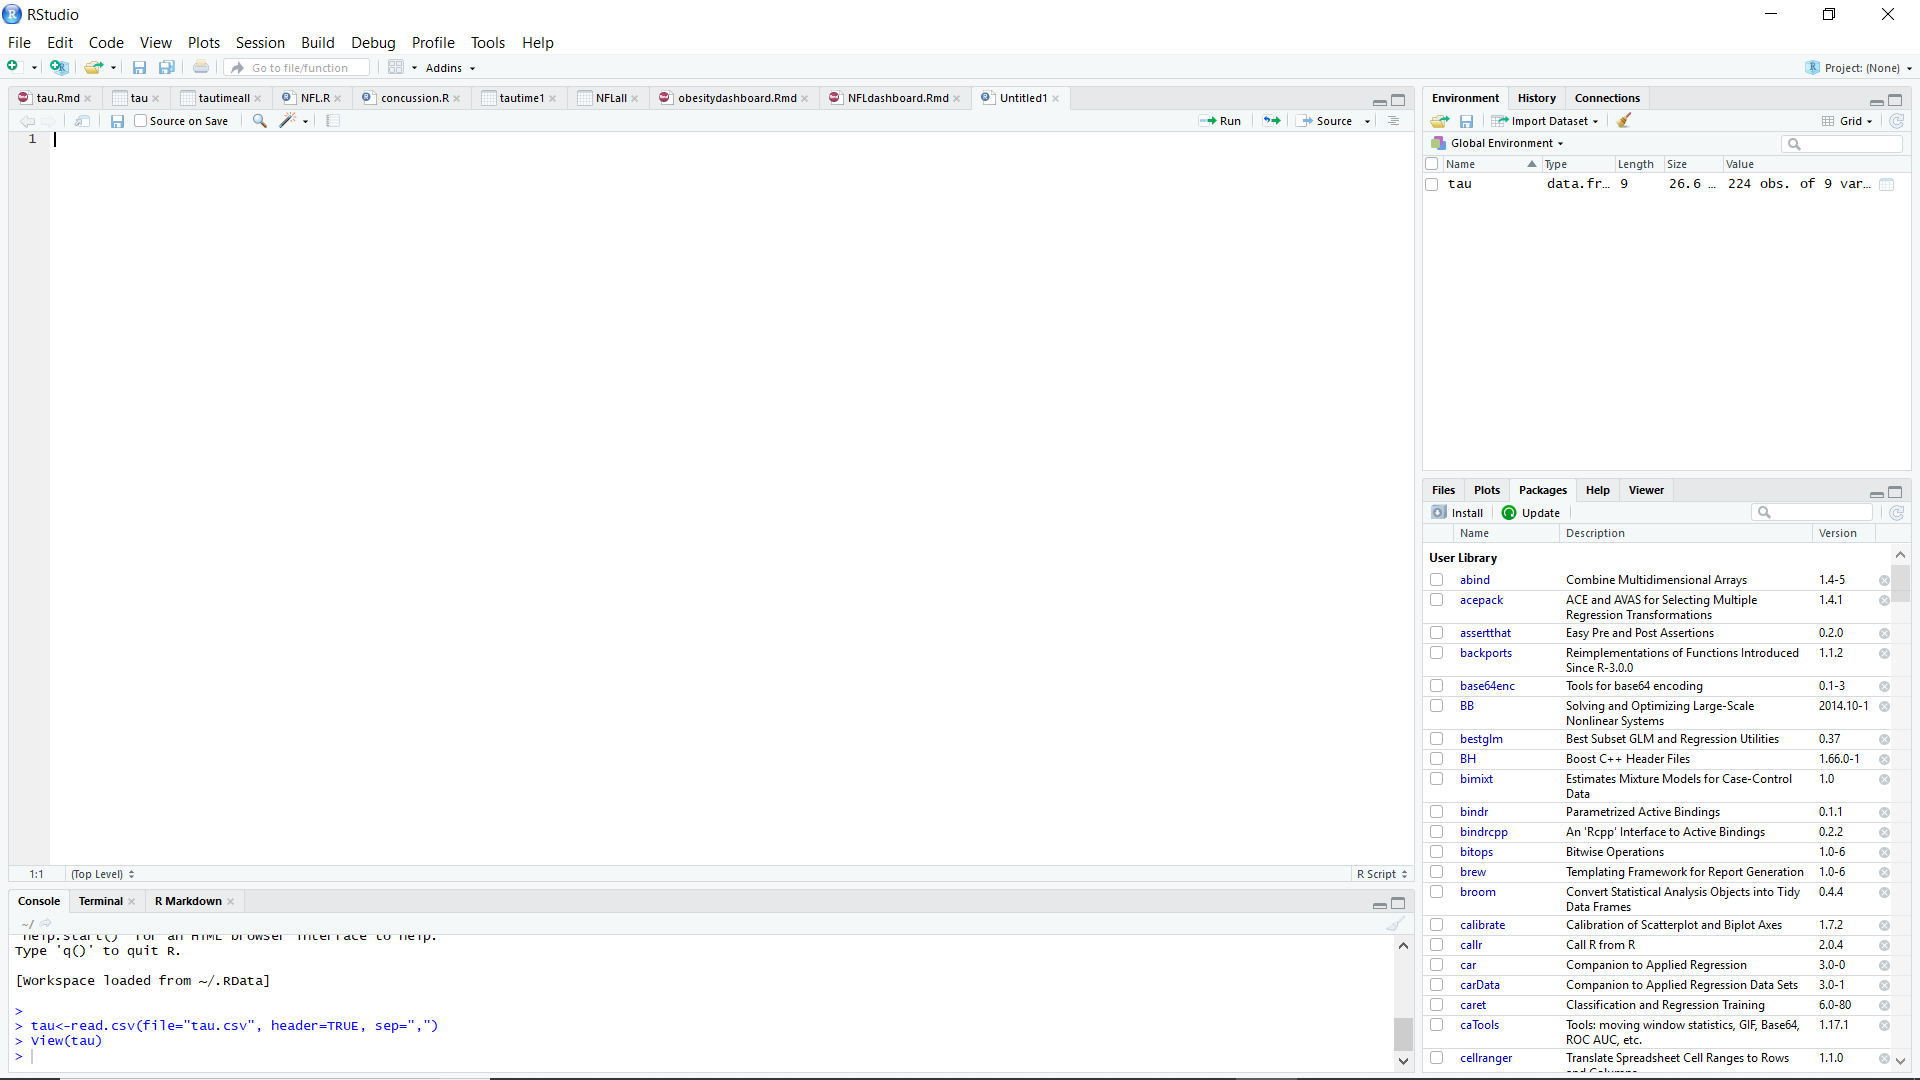 RStudio
File Edit Code View Plots Session Build Debug Profile Tools Help
Go to file/function Addins Project: (None)
tau.Rmd tau tautimeall NFL.R concussion.R tautime1 NFLall obesitydashboard.Rmd NFLdashboard.Rmd Untitled1
Source on Save Run Source
1
1:1 (Top Level) R Script
Console Terminal R Markdown
~/
'help.start()' for an HTML browser interface to help.
Type 'q()' to quit R.
[Workspace loaded from ~/.RData]
>
> tau<-read.csv(file="tau.csv", header=TRUE, sep=",")
> View(tau)
>
Environment History Connections
Import Dataset Grid
Global Environment
Name Type Length Size Value
tau data.fr… 9 26.6 … 224 obs. of 9 var…
Files Plots Packages Help Viewer
Install Update
Name Description Version
User Library
abind Combine Multidimensional Arrays 1.4-5
acepack ACE and AVAS for Selecting Multiple 1.4.1
Regression Transformations
assertthat Easy Pre and Post Assertions 0.2.0
backports Reimplementations of Functions Introduced 1.1.2
Since R-3.0.0
base64enc Tools for base64 encoding 0.1-3
BB Solving and Optimizing Large-Scale 2014.10-1
Nonlinear Systems
bestglm Best Subset GLM and Regression Utilities 0.37
BH Boost C++ Header Files 1.66.0-1
bimixt Estimates Mixture Models for Case-Control 1.0
Data
bindr Parametrized Active Bindings 0.1.1
bindrcpp An 'Rcpp' Interface to Active Bindings 0.2.2
bitops Bitwise Operations 1.0-6
brew Templating Framework for Report Generation 1.0-6
broom Convert Statistical Analysis Objects into Tidy 0.4.4
Data Frames
calibrate Calibration of Scatterplot and Biplot Axes 1.7.2
callr Call R from R 2.0.4
car Companion to Applied Regression 3.0-0
carData Companion to Applied Regression Data Sets 3.0-1
caret Classification and Regression Training 6.0-80
caTools Tools: moving window statistics, GIF, Base64, 1.17.1
ROC AUC, etc.
cellranger Translate Spreadsheet Cell Ranges to Rows 1.1.0
and Columns